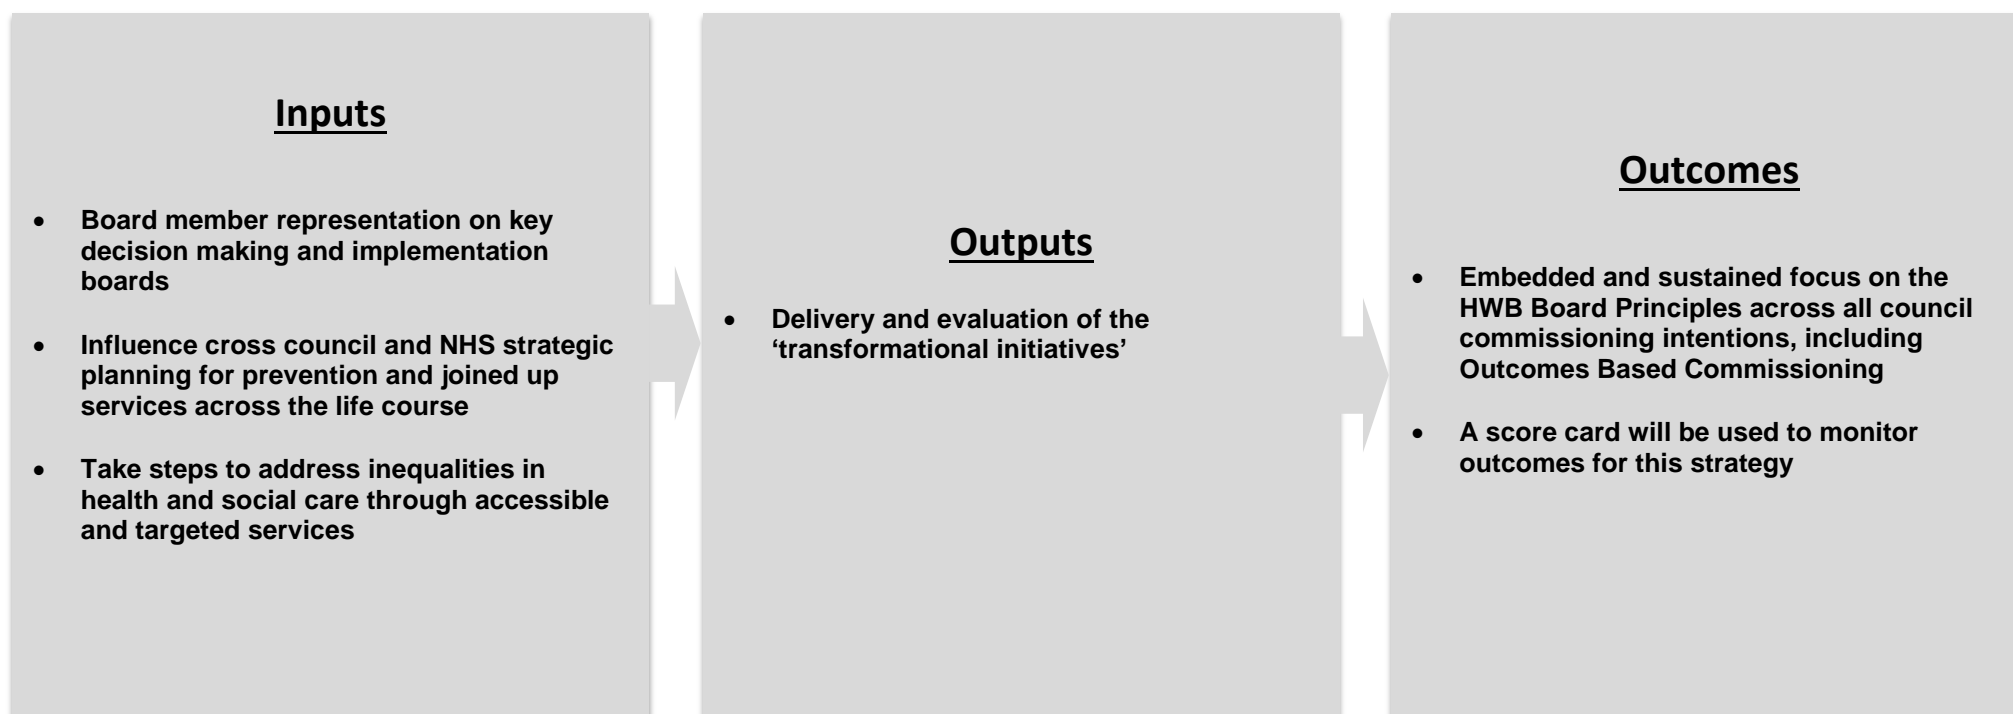 Inputs
• Board member representation on key
decision making and implementation
boards
• Influence cross council and NHS strategic
planning for prevention and joined up
services across the life course
• Take steps to address inequalities in
health and social care through accessible
and targeted services
Outputs
• Delivery and evaluation of the
‘transformational initiatives’
Outcomes
• Embedded and sustained focus on the
HWB Board Principles across all council
commissioning intentions, including
Outcomes Based Commissioning
• A score card will be used to monitor
outcomes for this strategy